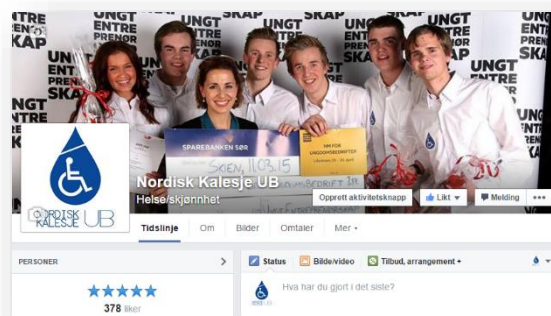 UNGT
ENTRE
PRENØR
SKAP
SPAREBANKEN SØR
SKIEN, 11.03.15
NM FOR
UNGDOMSBEDRIFTER
NORDISK
KALESJE UB
Nordisk Kalesje UB
Helse/skjønnhet
Opprett aktivitetsknapp
Likt
Melding
Tidslinje Om Bilder Omtaler Mer
PERSONER
378 liker
Status Bilde/video Tilbud, arrangement +
Hva har du gjort i det siste?